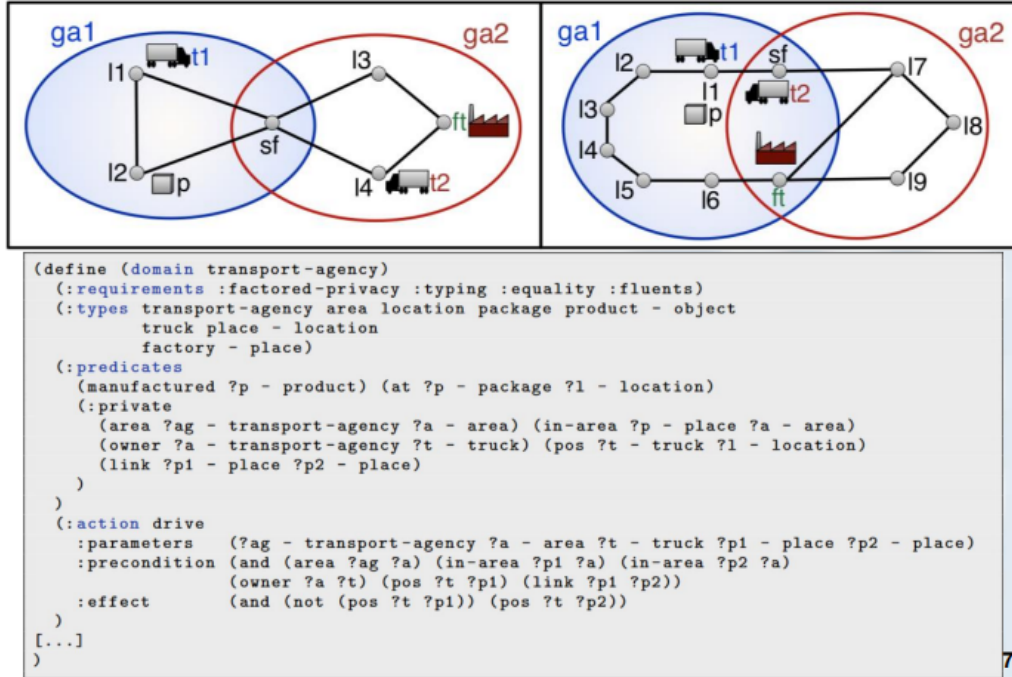 ga1
t1
l1
l2
p
sf
l3
ga2
ft
l4
t2
ga1
t1
sf
ga2
l2
l7
l1
t2
l3
p
l8
l4
l5
l6
ft
l9
(define (domain transport-agency)
(:requirements :factored-privacy :typing :equality :fluents)
(:types transport-agency area location package product - object
truck place - location
factory - place)
(:predicates
(manufactured ?p - product) (at ?p - package ?l - location)
(:private
(area ?ag - transport-agency ?a - area) (in-area ?p - place ?a - area)
(owner ?a - transport-agency ?t - truck) (pos ?t - truck ?l - location)
(link ?p1 - place ?p2 - place)
)
)
(:action drive
:parameters (?ag - transport-agency ?a - area ?t - truck ?p1 - place ?p2 - place)
:precondition (and (area ?ag ?a) (in-area ?p1 ?a) (in-area ?p2 ?a)
(owner ?a ?t) (pos ?t ?p1) (link ?p1 ?p2))
:effect (and (not (pos ?t ?p1)) (pos ?t ?p2))
)
[...]
)
7